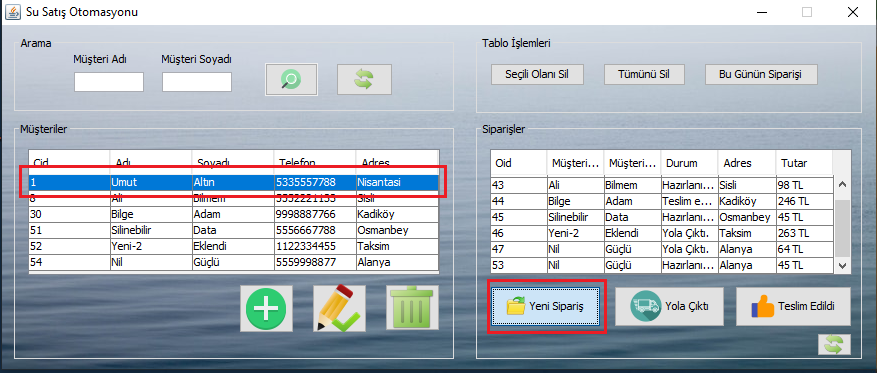 Su Satış Otomasyonu
Arama
Müşteri Adı Müşteri Soyadı
Tablo İşlemleri
Seçili Olanı Sil Tümünü Sil Bu Günün Siparişi
Müşteriler
Cid Adı Soyadı Telefon Adres
1 Umut Altın 5335557788 Nisantasi
8 Ali Bilmem 5552221133 Sisli
30 Bilge Adam 9998887766 Kadiköy
51 Silinebilir Data 5556667788 Osmanbey
52 Yeni-2 Eklendi 1122334455 Taksim
54 Nil Güçlü 5559998877 Alanya
Siparişler
Oid Müşteri... Müşteri... Durum Adres Tutar
43 Ali Bilmem Hazırlanı... Sisli 98 TL
44 Bilge Adam Teslim e... Kadiköy 246 TL
45 Silinebilir Data Hazırlanı... Osmanbey 45 TL
46 Yeni-2 Eklendi Yola Çıktı. Taksim 263 TL
47 Nil Güçlü Yola Çıktı. Alanya 64 TL
53 Nil Güçlü Hazırlanı... Alanya 45 TL
Yeni Sipariş Yola Çıktı Teslim Edildi